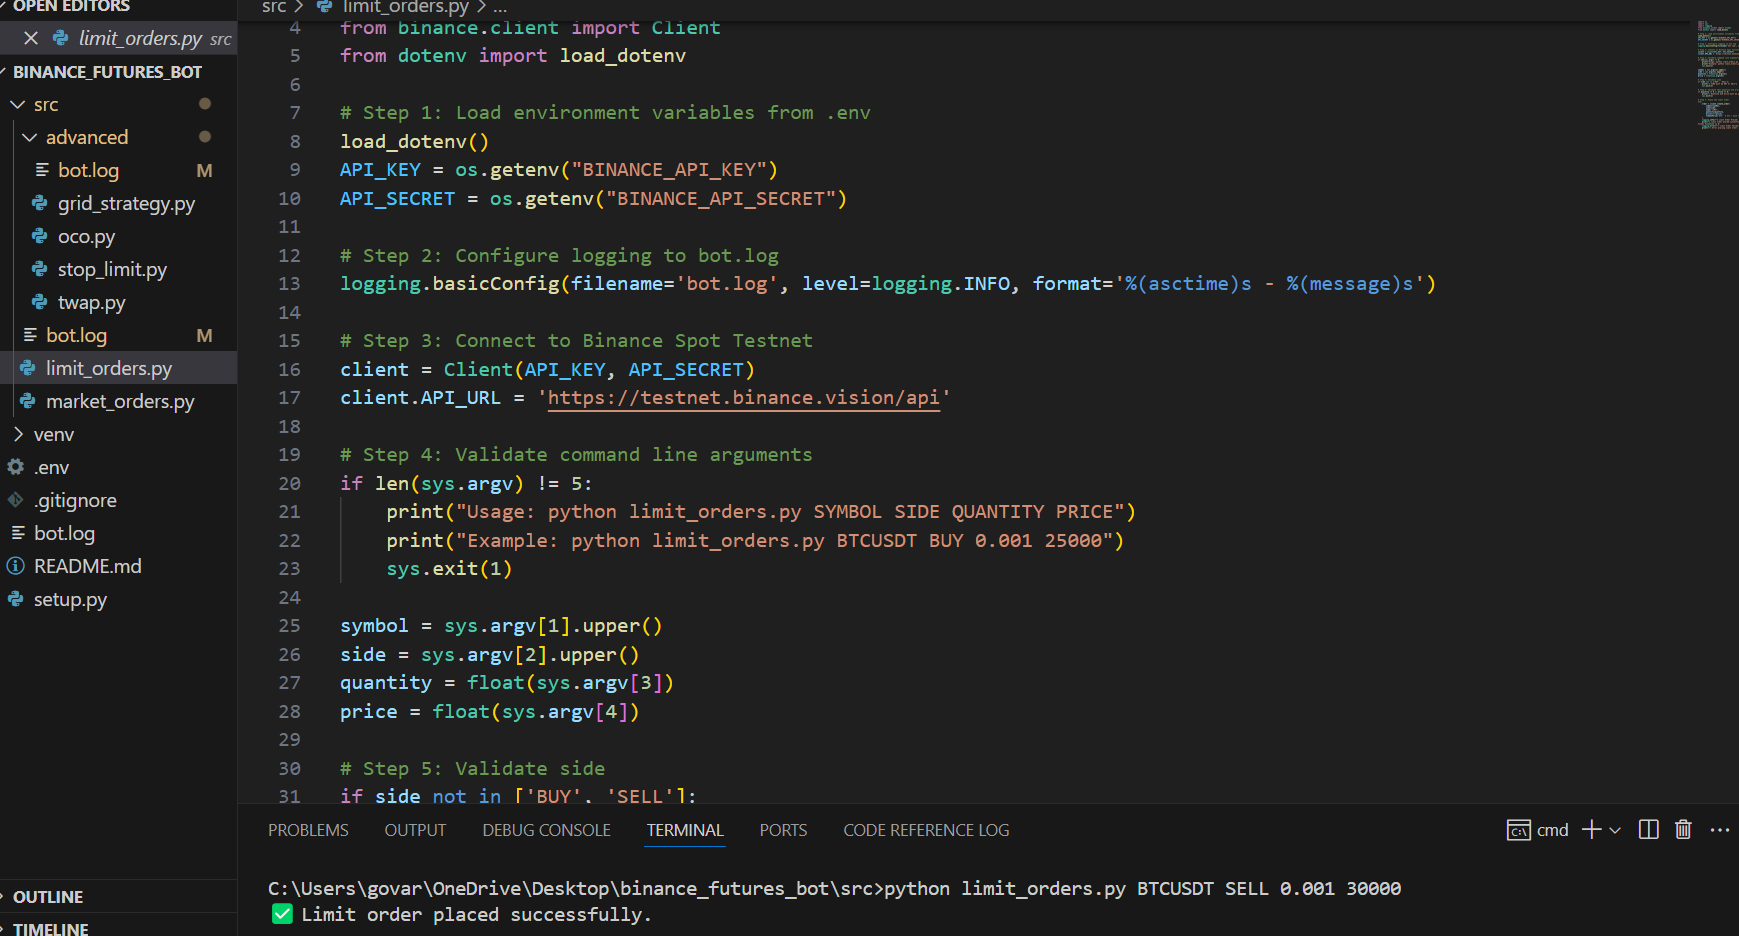 OPEN EDITORS
limit_orders.py src
BINANCE_FUTURES_BOT
src
advanced
bot.log M
grid_strategy.py
oco.py
stop_limit.py
twap.py
bot.log M
limit_orders.py
market_orders.py
venv
.env
.gitignore
bot.log
README.md
setup.py
OUTLINE
TIMELINE
src > limit_orders.py > ...
4 from binance.client import Client
5 from dotenv import load_dotenv
6
7 # Step 1: Load environment variables from .env
8 load_dotenv()
9 API_KEY = os.getenv("BINANCE_API_KEY")
10 API_SECRET = os.getenv("BINANCE_API_SECRET")
11
12 # Step 2: Configure logging to bot.log
13 logging.basicConfig(filename='bot.log', level=logging.INFO, format='%(asctime)s - %(message)s')
14
15 # Step 3: Connect to Binance Spot Testnet
16 client = Client(API_KEY, API_SECRET)
17 client.API_URL = 'https://testnet.binance.vision/api'
18
19 # Step 4: Validate command line arguments
20 if len(sys.argv) != 5:
21     print("Usage: python limit_orders.py SYMBOL SIDE QUANTITY PRICE")
22     print("Example: python limit_orders.py BTCUSDT BUY 0.001 25000")
23     sys.exit(1)
24
25 symbol = sys.argv[1].upper()
26 side = sys.argv[2].upper()
27 quantity = float(sys.argv[3])
28 price = float(sys.argv[4])
29
30 # Step 5: Validate side
31 if side not in ['BUY', 'SELL']:
PROBLEMS OUTPUT DEBUG CONSOLE TERMINAL PORTS CODE REFERENCE LOG
cmd
C:\Users\govar\OneDrive\Desktop\binance_futures_bot\src>python limit_orders.py BTCUSDT SELL 0.001 30000
✅ Limit order placed successfully.